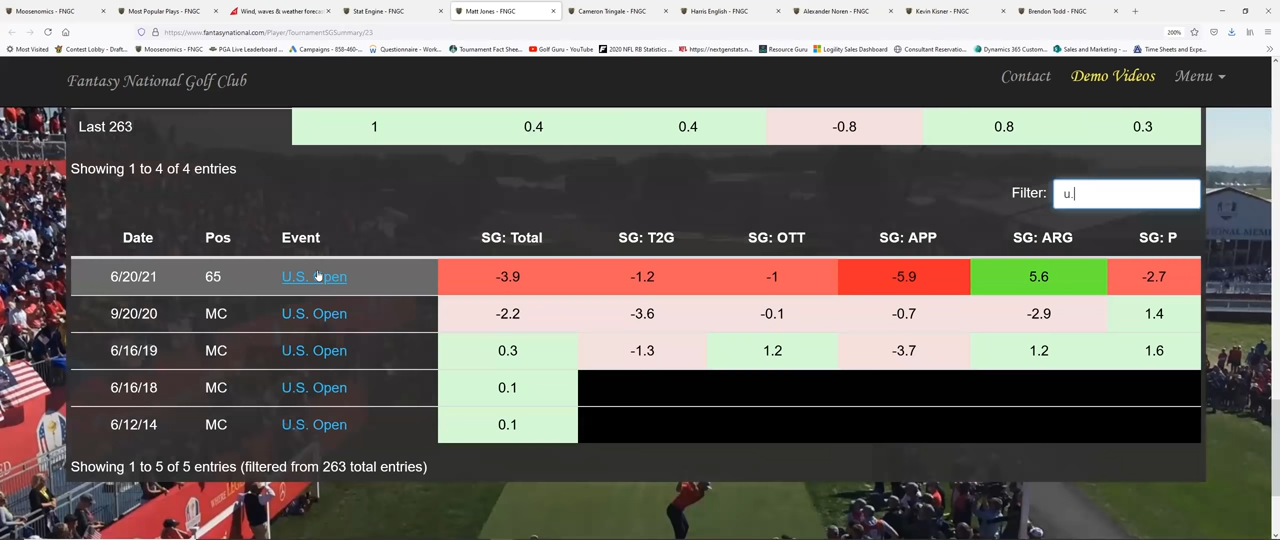 Moosenomics - FNGC
Most Popular Plays - FNGC
Wind, waves & weather forecas
Stat Engine - FNGC
Matt Jones - FNGC
Cameron Tringale - FNGC
Harris English - FNGC
Alexander Noren - FNGC
Kevin Kisner - FNGC
Brendon Todd - FNGC
https://www.fantasynational.com/Player/TournamentSGSummary/23
200%
Most Visited
Contest Lobby - Draft...
Moosenomics - FNGC
PGA Live Leaderboard ...
Campaigns - 858-460-...
Questionnaire - Work...
Tournament Fact Shee...
Golf Guru - YouTube
2020 NFL RB Statistics ...
https://nextgenstats.n...
Resource Guru
Logility Sales Dashboard
Consultant Reservatio...
Dynamics 365 Custom...
Sales and Marketing - ...
Time Sheets and Expe...
Fantasy National Golf Club
Contact Demo Videos Menu
Last 263 1 0.4 0.4 -0.8 0.8 0.3
Showing 1 to 4 of 4 entries
Filter: u.
Date Pos Event SG: Total SG: T2G SG: OTT SG: APP SG: ARG SG: P
6/20/21 65 U.S. Open -3.9 -1.2 -1 -5.9 5.6 -2.7
9/20/20 MC U.S. Open -2.2 -3.6 -0.1 -0.7 -2.9 1.4
6/16/19 MC U.S. Open 0.3 -1.3 1.2 -3.7 1.2 1.6
6/16/18 MC U.S. Open 0.1
6/12/14 MC U.S. Open 0.1
Showing 1 to 5 of 5 entries (filtered from 263 total entries)